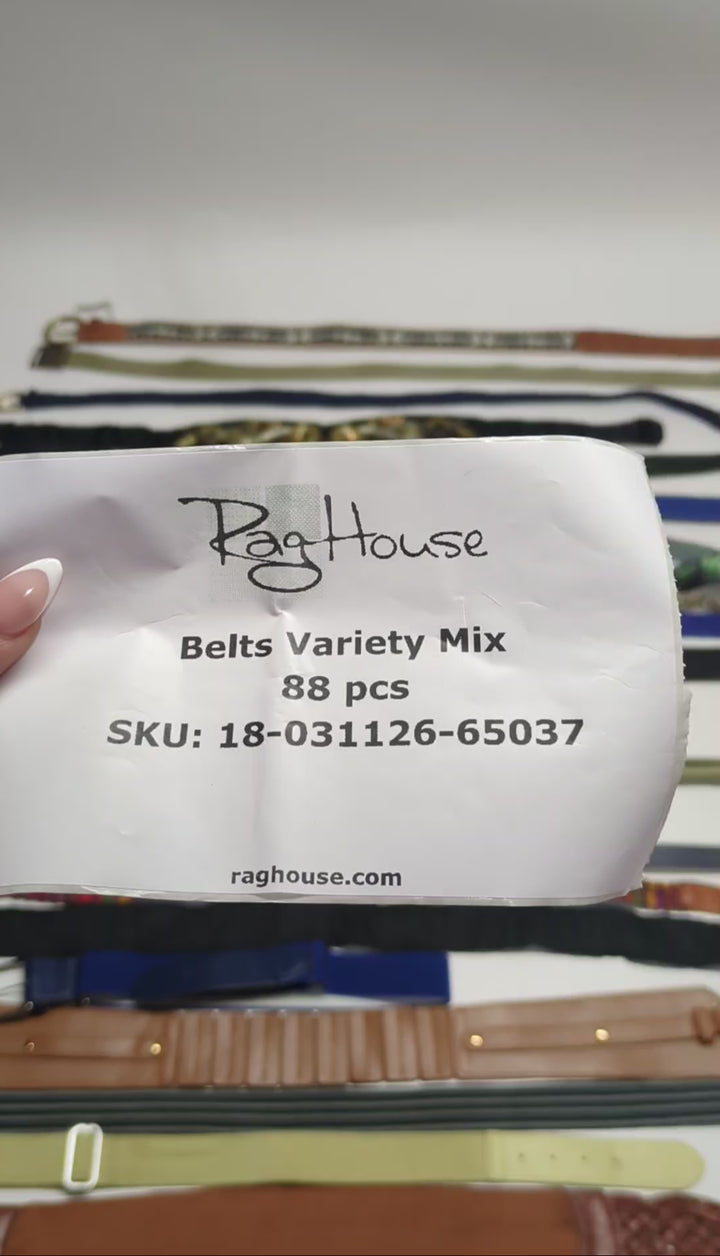 RagHouse
Belts Variety Mix
88 pcs
SKU: 18-031126-65037
raghouse.com